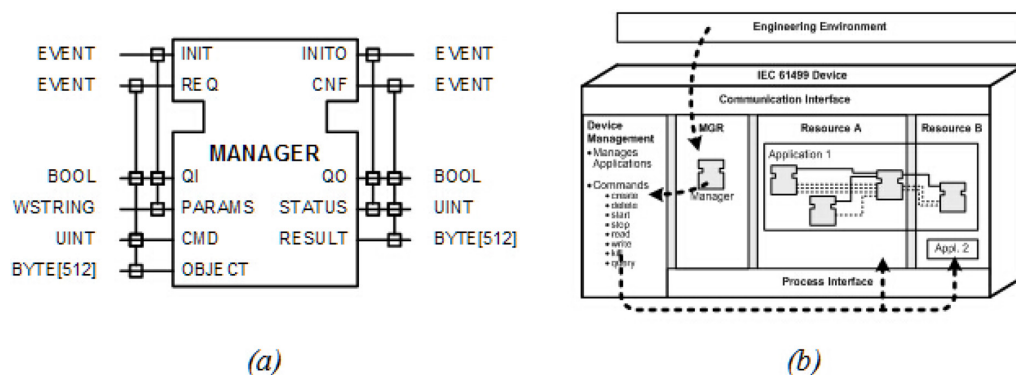 EVENT INIT INITO EVENT
EVENT REQ CNF EVENT
MANAGER
BOOL QI QO BOOL
WSTRING PARAMS STATUS UINT
UINT CMD RESULT BYTE[512]
BYTE[512] OBJECT
(a)
Engineering Environment
IEC 61499 Device
Communication Interface
Device
Management
•Manages
Applications
•Commands
•create
•delete
•start
•stop
•read
•write
•kill
•query
MGR
Manager
Resource A
Resource B
Application 1
Appl. 2
Process Interface
(b)